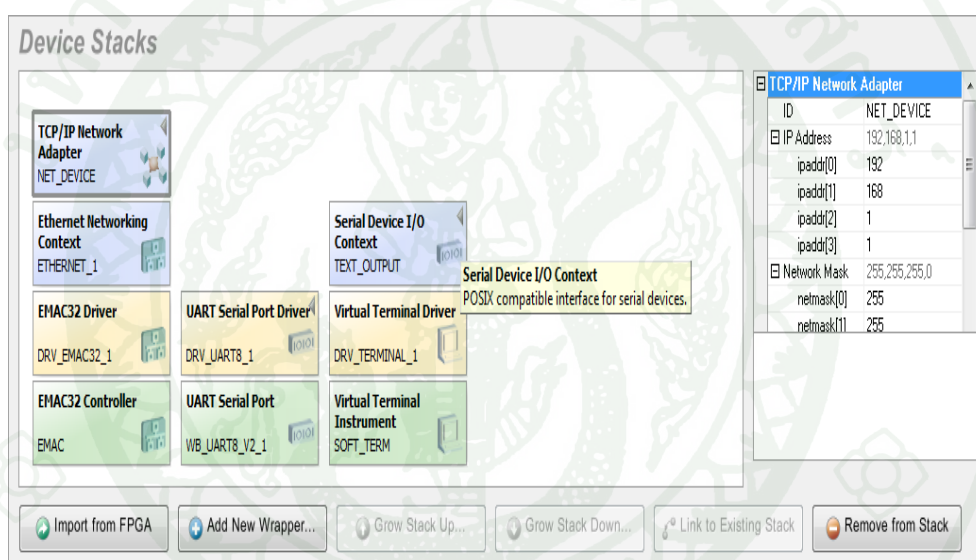 Device Stacks
TCP/IP Network
Adapter
NET_DEVICE
Ethernet Networking
Context
ETHERNET_1
Serial Device I/O
Context
TEXT_OUTPUT
Serial Device I/O Context
POSIX compatible interface for serial devices.
EMAC32 Driver
DRV_EMAC32_1
UART Serial Port Driver
DRV_UART8_1
Virtual Terminal Driver
DRV_TERMINAL_1
EMAC32 Controller
EMAC
UART Serial Port
WB_UART8_V2_1
Virtual Terminal
Instrument
SOFT_TERM
TCP/IP Network Adapter
ID NET_DEVICE
IP Address 192,168,1,1
ipaddr[0] 192
ipaddr[1] 168
ipaddr[2] 1
ipaddr[3] 1
Network Mask 255,255,255,0
netmask[0] 255
netmask[1] 255
Import from FPGA
Add New Wrapper...
Grow Stack Up...
Grow Stack Down...
Link to Existing Stack
Remove from Stack